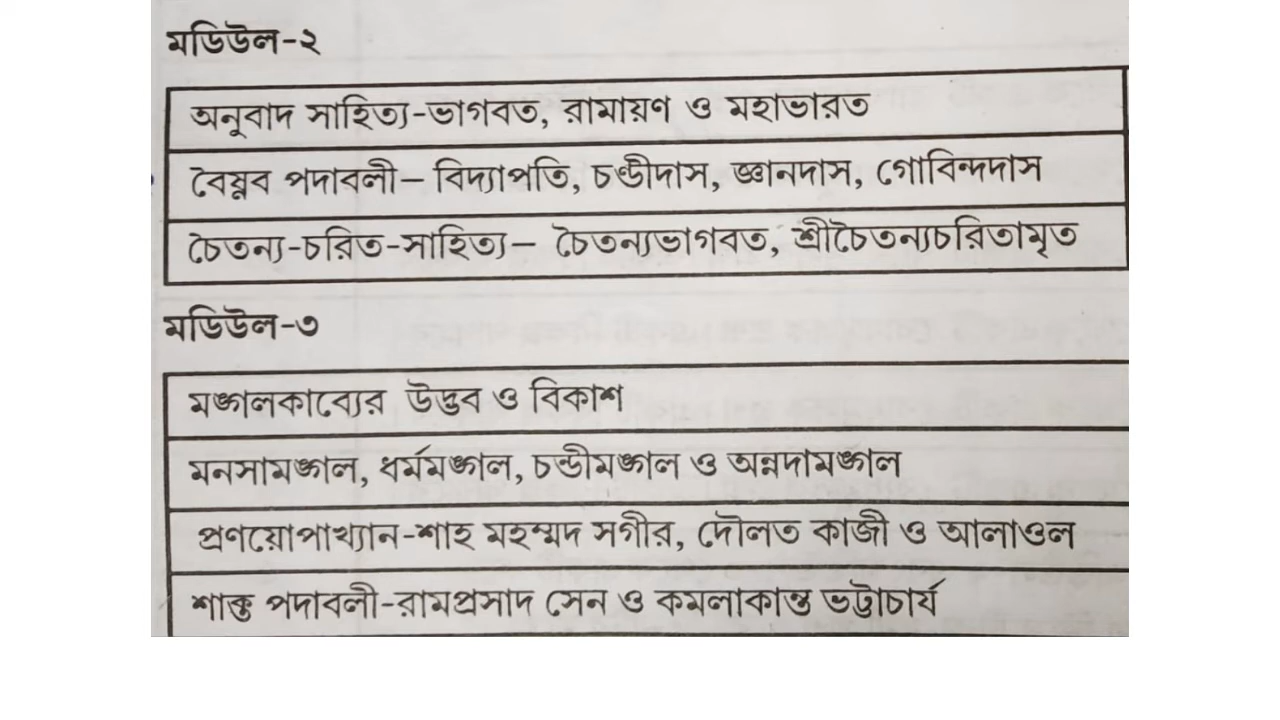 মডিউল-২
অনুবাদ সাহিত্য-ভাগবত, রামায়ণ ও মহাভারত
বৈষ্ণব পদাবলী– বিদ্যাপতি, চণ্ডীদাস, জ্ঞানদাস, গোবিন্দদাস
চৈতন্য-চরিত-সাহিত্য– চৈতন্যভাগবত, শ্রীচৈতন্যচরিতামৃত
মডিউল-৩
মঙ্গলকাব্যের উদ্ভব ও বিকাশ
মনসামঙ্গল, ধর্মমঙ্গল, চন্ডীমঙ্গল ও অন্নদামঙ্গল
প্রণয়োপাখ্যান-শাহ মহম্মদ সগীর, দৌলত কাজী ও আলাওল
শাক্ত পদাবলী-রামপ্রসাদ সেন ও কমলাকান্ত ভট্টাচার্য